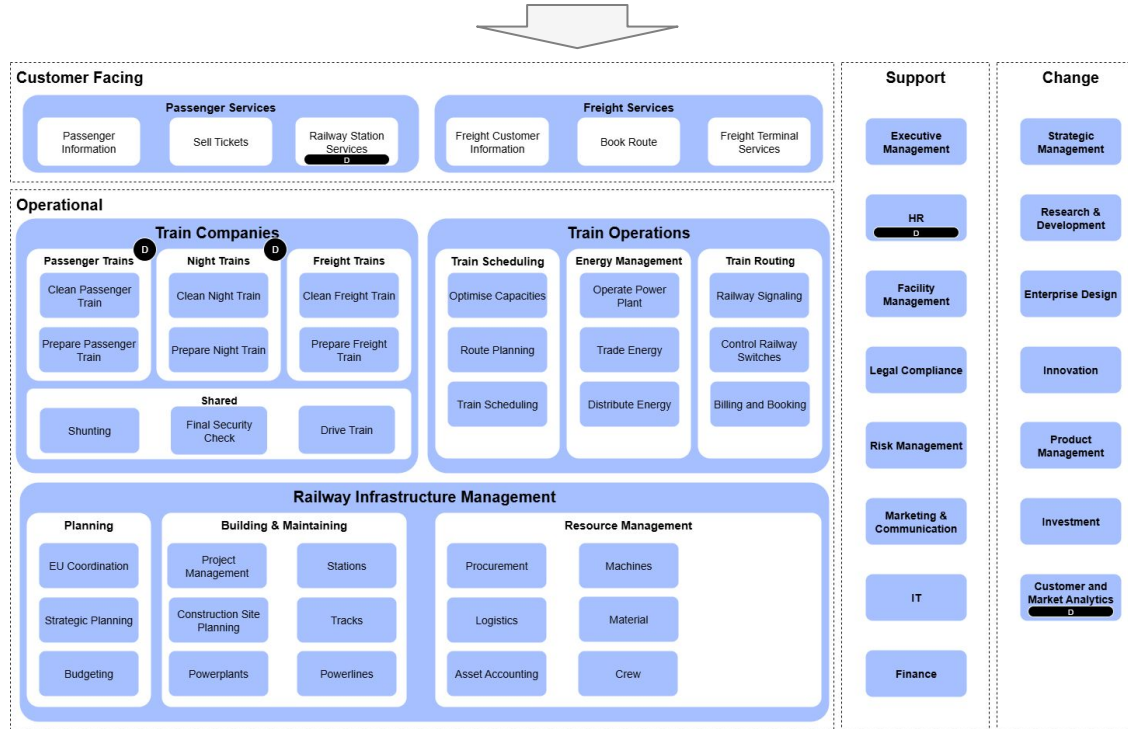 Customer Facing
Passenger Services
Passenger
Information
Sell Tickets
Railway Station
Services
D
Freight Services
Freight Customer
Information
Book Route
Freight Terminal
Services
Operational
Train Companies
Passenger Trains
D
Clean Passenger
Train
Prepare Passenger
Train
Night Trains
D
Clean Night Train
Prepare Night Train
Freight Trains
Clean Freight Train
Prepare Freight
Train
Shared
Shunting
Final Security
Check
Drive Train
Train Operations
Train Scheduling
Optimise Capacities
Route Planning
Train Scheduling
Energy Management
Operate Power
Plant
Trade Energy
Distribute Energy
Train Routing
Railway Signaling
Control Railway
Switches
Billing and Booking
Railway Infrastructure Management
Planning
EU Coordination
Strategic Planning
Budgeting
Building & Maintaining
Project
Management
Stations
Construction Site
Planning
Tracks
Powerplants
Powerlines
Resource Management
Procurement
Machines
Logistics
Material
Asset Accounting
Crew
Support
Executive
Management
HR
D
Facility
Management
Legal Compliance
Risk Management
Marketing &
Communication
IT
Finance
Change
Strategic
Management
Research &
Development
Enterprise Design
Innovation
Product
Management
Investment
Customer and
Market Analytics
D